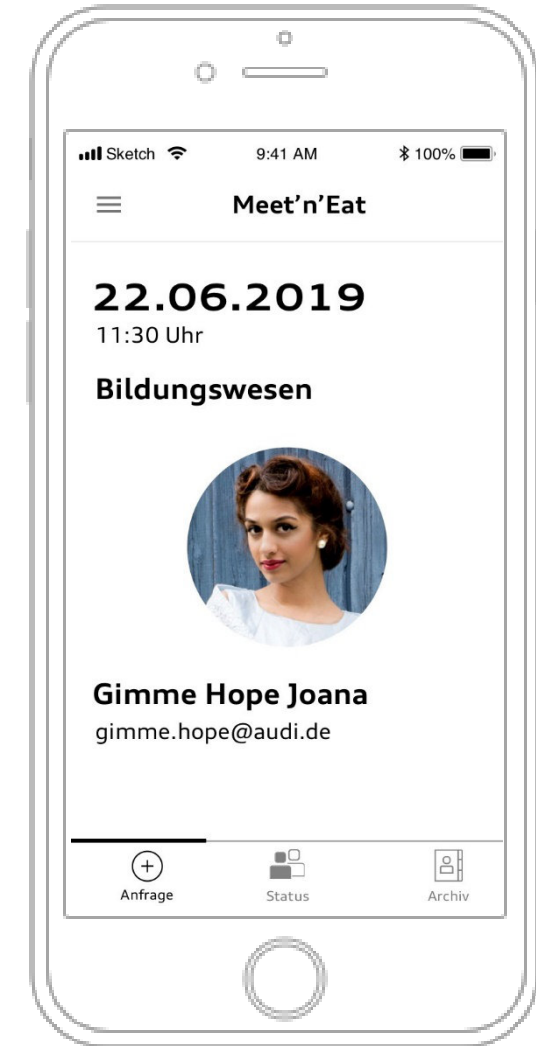 Sketch 9:41 AM 100%
Meet’n’Eat
22.06.2019
11:30 Uhr
Bildungswesen
Gimme Hope Joana
gimme.hope@audi.de
Anfrage Status Archiv